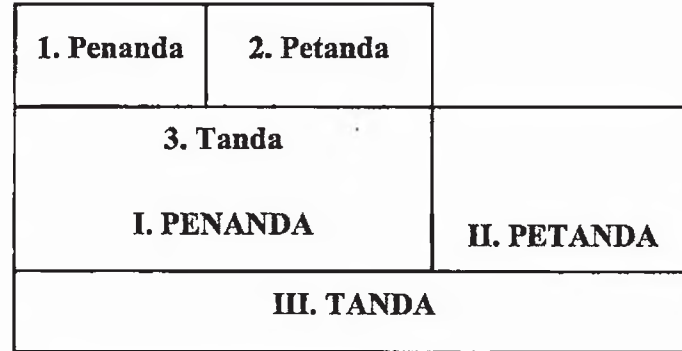 1. Penanda 2. Petanda
3. Tanda
I. PENANDA II. PETANDA
III. TANDA